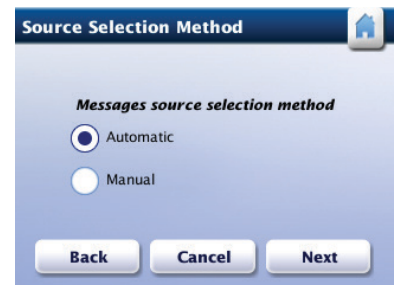 Source Selection Method
Messages source selection method
Automatic
Manual
Back Cancel Next